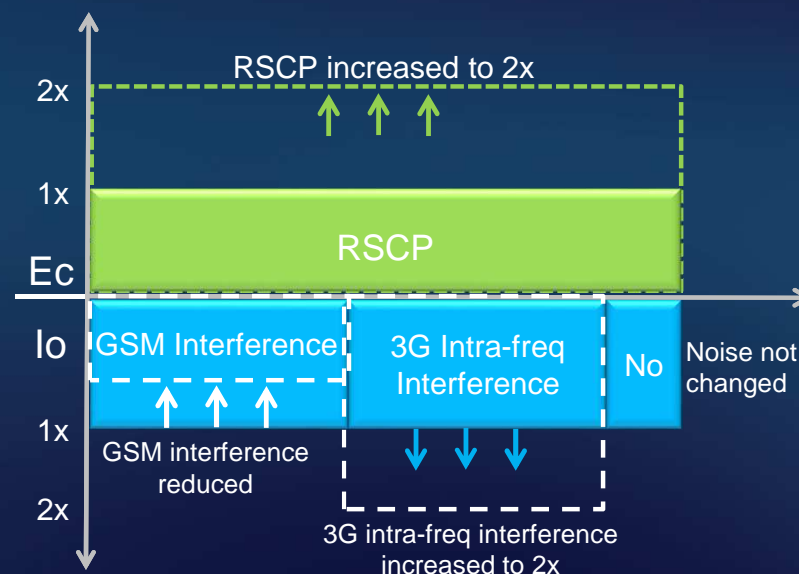 RSCP increased to 2x
2x
1x
RSCP
Ec
Io
GSM Interference
3G Intra-freq
Interference
No
Noise not
changed
1x
GSM interference
reduced
2x
3G intra-freq interference
increased to 2x